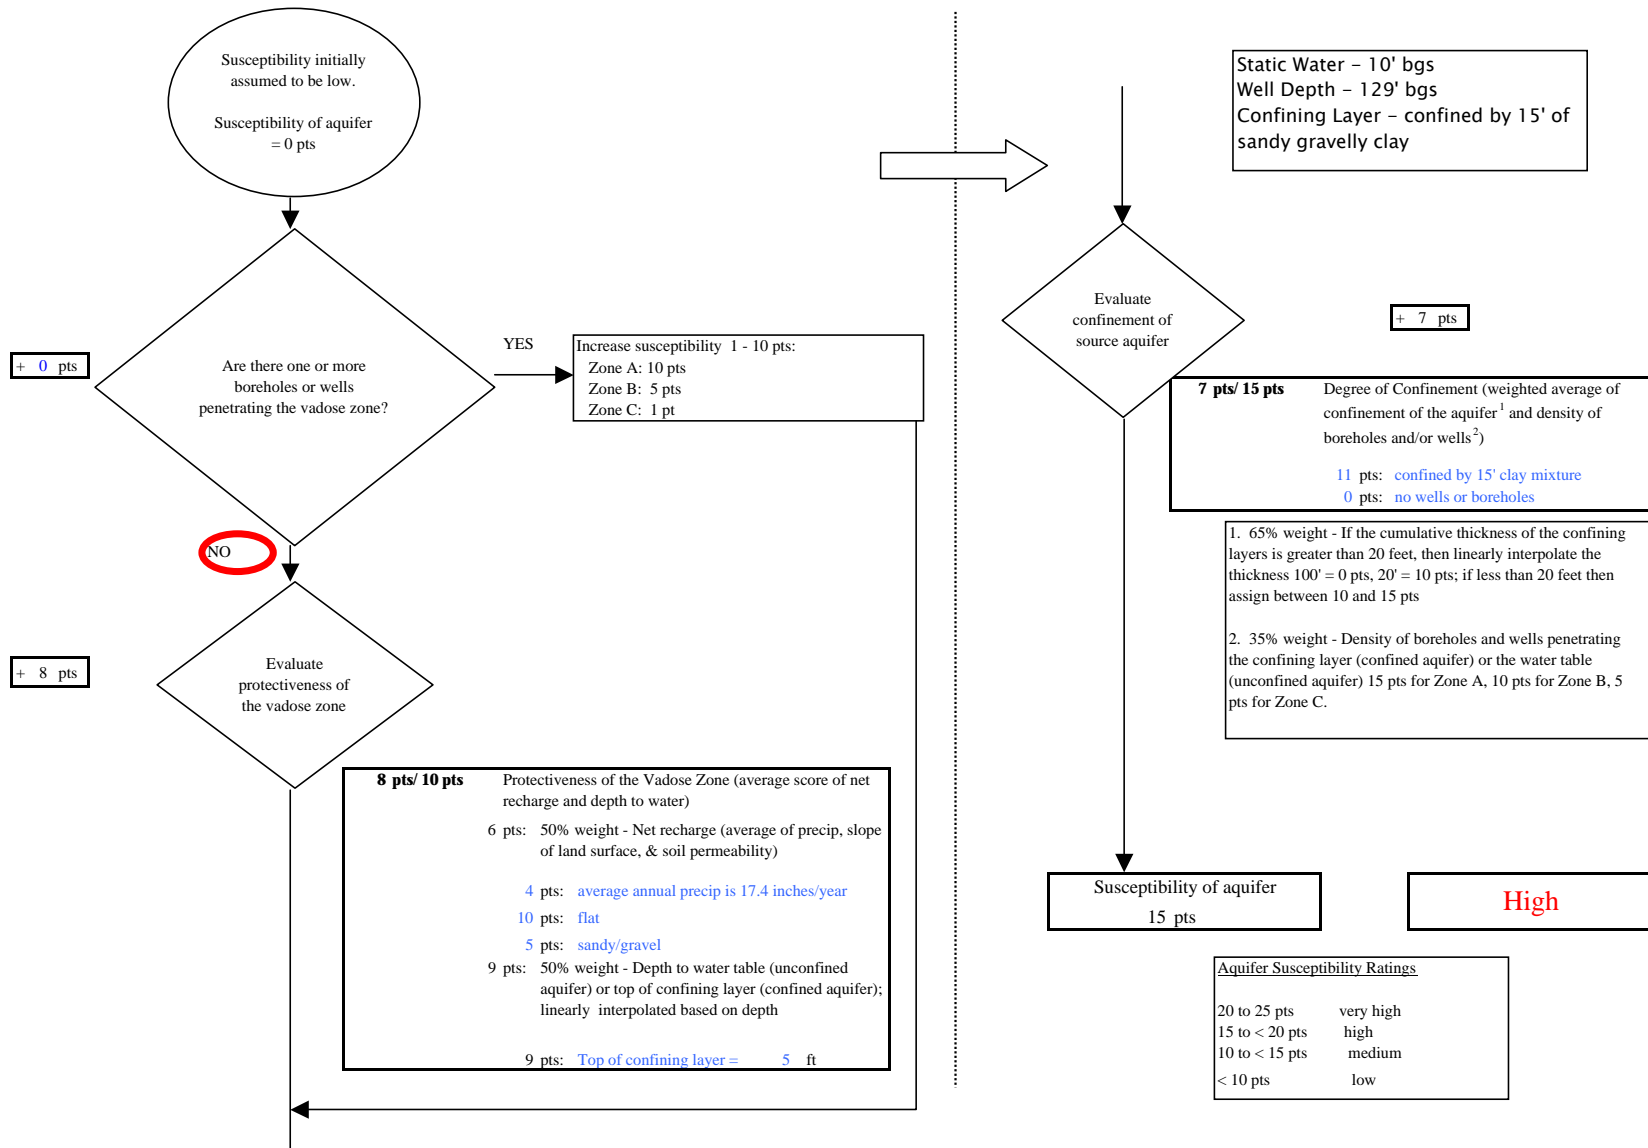 Susceptibility initially
assumed to be low.
Susceptibility of aquifer
= 0 pts
Are there one or more
boreholes or wells
penetrating the vadose zone?
+ 0 pts
YES
Increase susceptibility 1 - 10 pts:
Zone A: 10 pts
Zone B: 5 pts
Zone C: 1 pt
NO
Evaluate
protectiveness of
the vadose zone
+ 8 pts
8 pts/ 10 pts Protectiveness of the Vadose Zone (average score of net
recharge and depth to water)
6 pts: 50% weight - Net recharge (average of precip, slope
of land surface, & soil permeability)
4 pts: average annual precip is 17.4 inches/year
10 pts: flat
5 pts: sandy/gravel
9 pts: 50% weight - Depth to water table (unconfined
aquifer) or top of confining layer (confined aquifer);
linearly interpolated based on depth
9 pts: Top of confining layer = 5 ft
Static Water – 10' bgs
Well Depth – 129' bgs
Confining Layer – confined by 15' of
sandy gravelly clay
Evaluate
confinement of
source aquifer
+ 7 pts
7 pts/ 15 pts Degree of Confinement (weighted average of
confinement of the aquifer1 and density of
boreholes and/or wells2)
11 pts: confined by 15' clay mixture
0 pts: no wells or boreholes
1. 65% weight - If the cumulative thickness of the confining
layers is greater than 20 feet, then linearly interpolate the
thickness 100' = 0 pts, 20' = 10 pts; if less than 20 feet then
assign between 10 and 15 pts
2. 35% weight - Density of boreholes and wells penetrating
the confining layer (confined aquifer) or the water table
(unconfined aquifer) 15 pts for Zone A, 10 pts for Zone B, 5
pts for Zone C.
Susceptibility of aquifer
15 pts
High
Aquifer Susceptibility Ratings
20 to 25 pts very high
15 to < 20 pts high
10 to < 15 pts medium
< 10 pts low